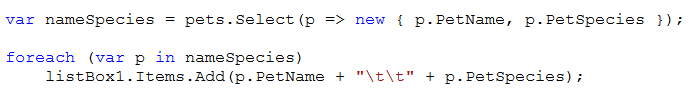 var nameSpecies = pets.Select(p => new { p.PetName, p.PetSpecies });
foreach (var p in nameSpecies)
listBox1.Items.Add(p.PetName + "\t\t" + p.PetSpecies);